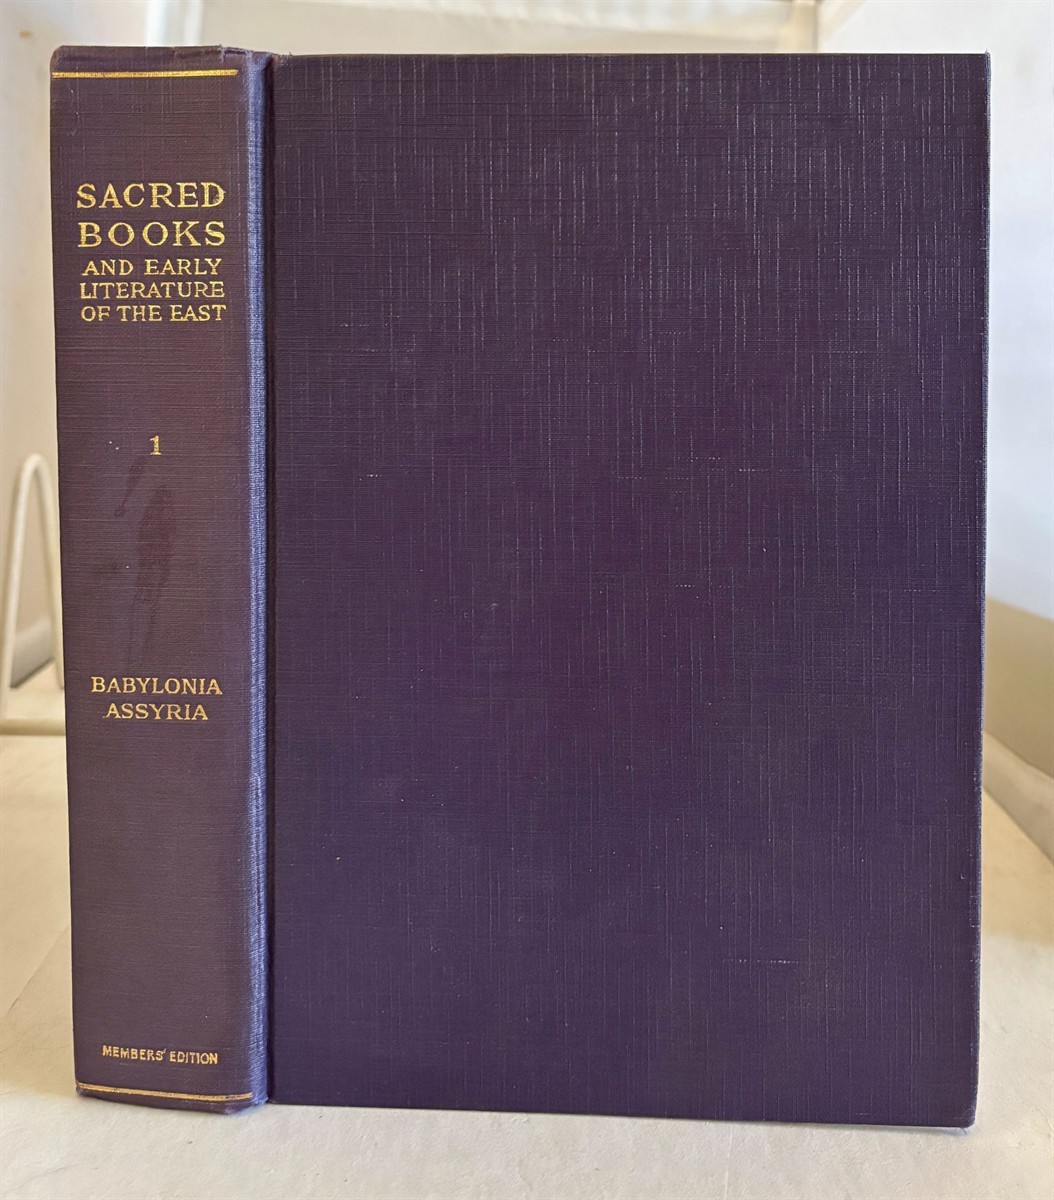 SACRED
BOOKS
AND EARLY
LITERATURE
OF THE EAST
1
BABYLONIA
ASSYRIA
MEMBERS' EDITION